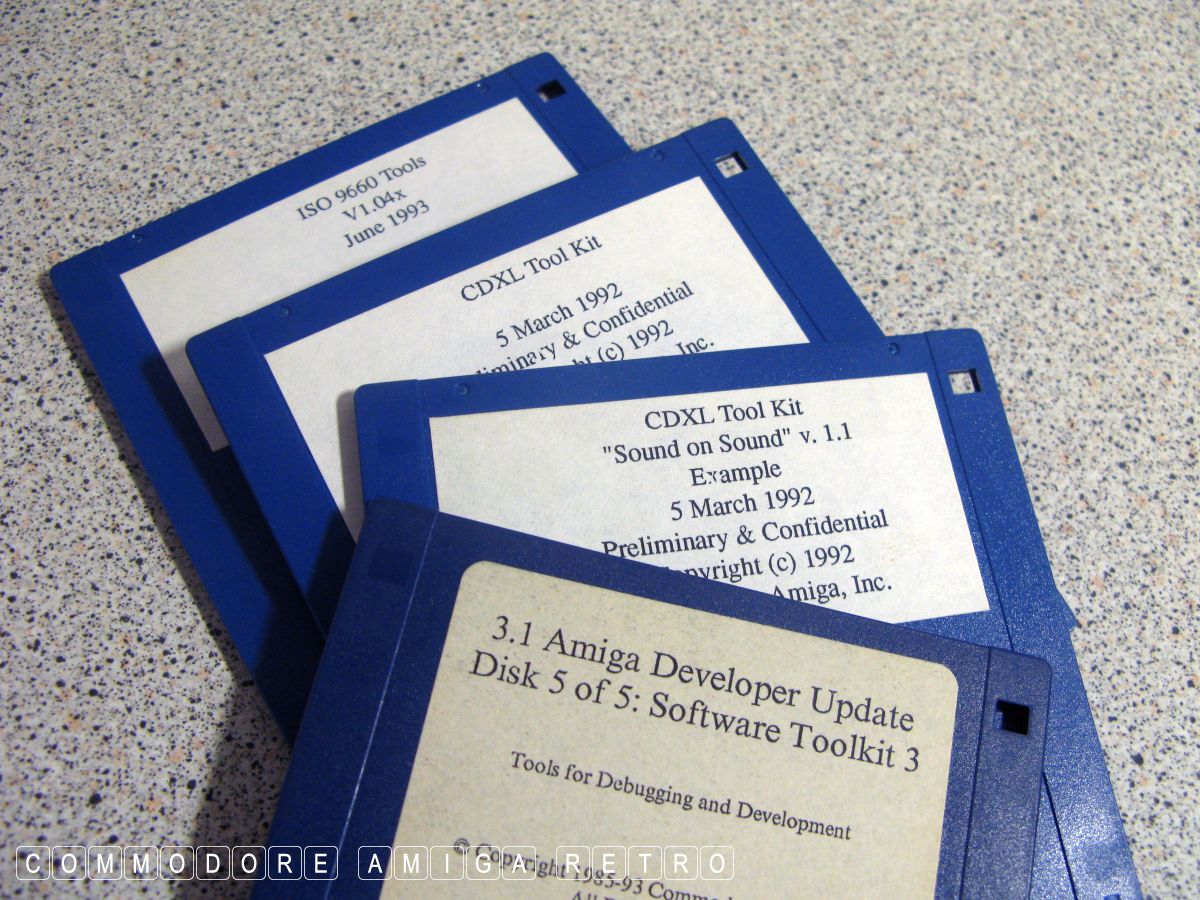 ISO 9660 Tools
V1.04x
June 1993
CDXL Tool Kit
5 March 1992
& Confidential
(c) 1992
Inc.
CDXL Tool Kit
"Sound on Sound" v. 1.1
Example
5 March 1992
Preliminary & Confidential
(c) 1992
Amiga, Inc.
3.1 Amiga Developer Update
Disk 5 of 5: Software Toolkit 3
Tools for Debugging and Development
© Copyright 1985-93
COMMODORE AMIGA RETRO